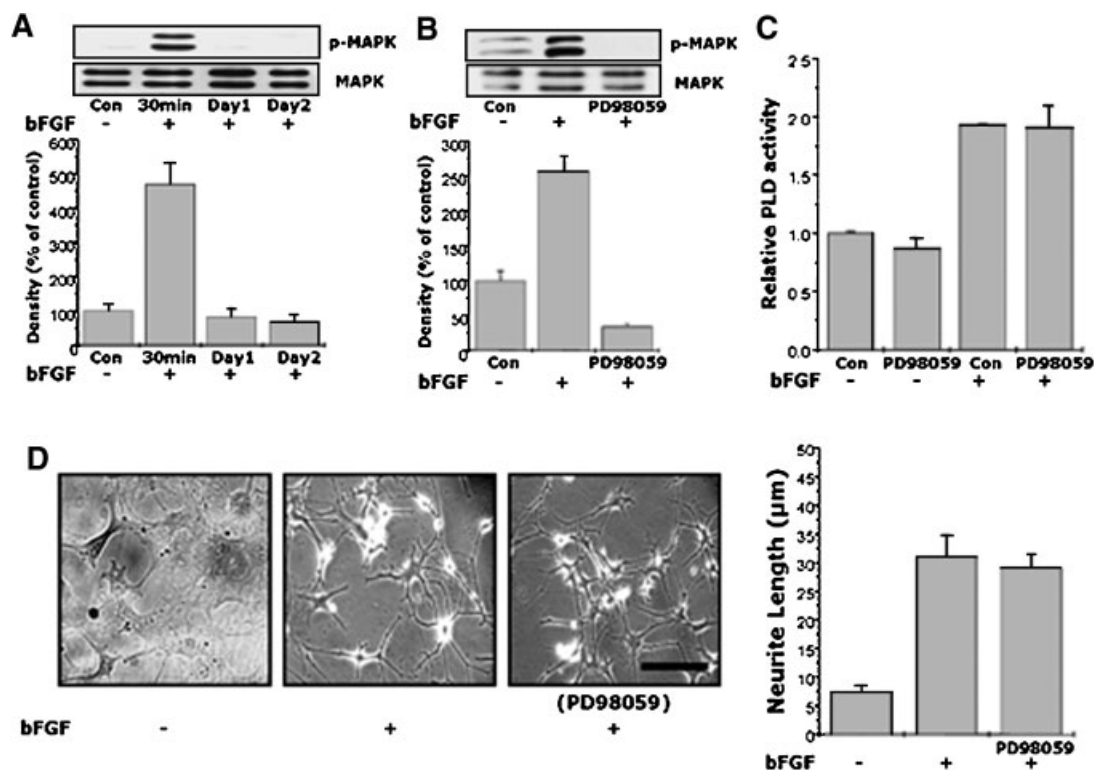 A
p-MAPK
MAPK
Con 30min Day1 Day2
bFGF - + + +
Density (% of control)
600
500
400
300
200
100
0
Con 30min Day1 Day2
bFGF - + + +
B
p-MAPK
MAPK
Con PD98059
bFGF - + +
Density (% of control)
300
250
200
150
100
50
0
Con PD98059
bFGF - + +
C
Relative PLD activity
2.5
2.0
1.5
1.0
0.5
0.0
Con PD98059 Con PD98059
bFGF - - + +
D
(PD98059)
bFGF - + +
Neurite Length (µm)
50
45
40
35
30
25
20
15
10
5
0
PD98059
bFGF - + +